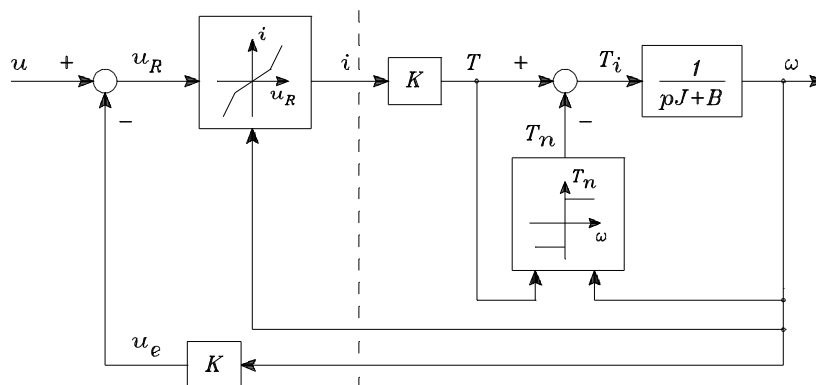 u
+
−
u_R
i
u_R
i
K
T
+
−
T_i
1
pJ+B
ω
T_n
T_n
ω
u_e
K